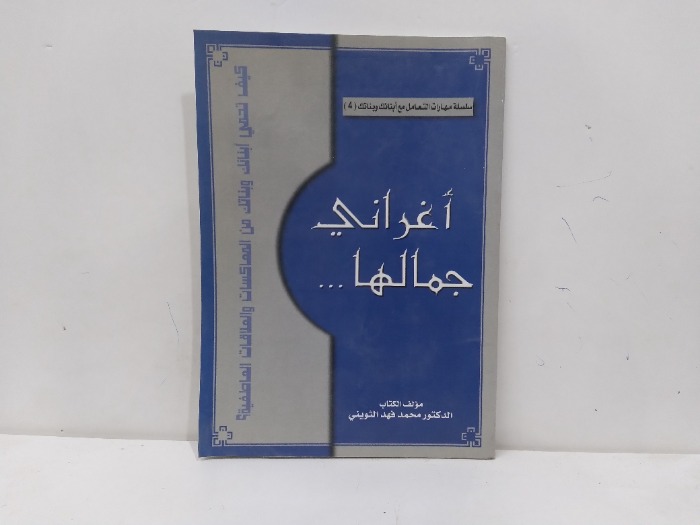 سلسلة مهارات التعامل مع أبنائك وبناتك ( 4 )
أغراني
جمالها ...
كيف تحمي أبنائك وبناتك من المعاكسات والعلاقات العاطفية؟
مؤلف الكتاب
الدكتور محمد فهد الثويني